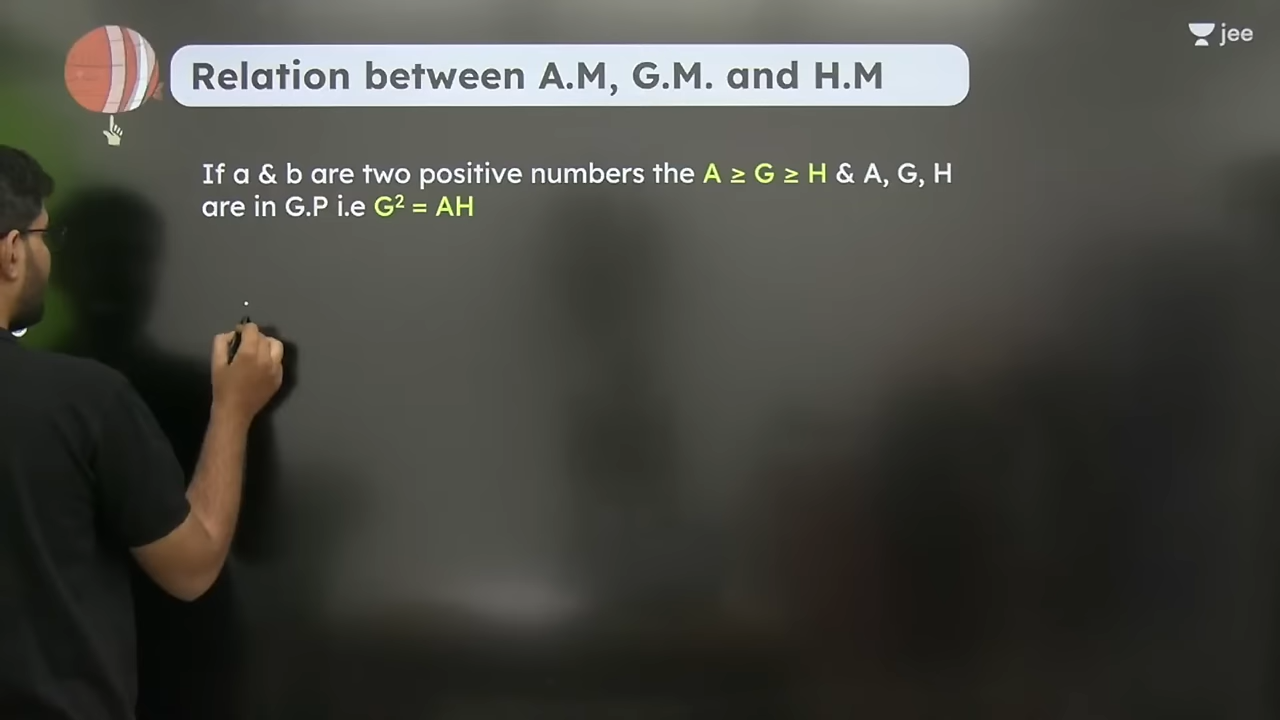 jee
Relation between A.M, G.M. and H.M
If a & b are two positive numbers the A ≥ G ≥ H & A, G, H
are in G.P i.e G² = AH